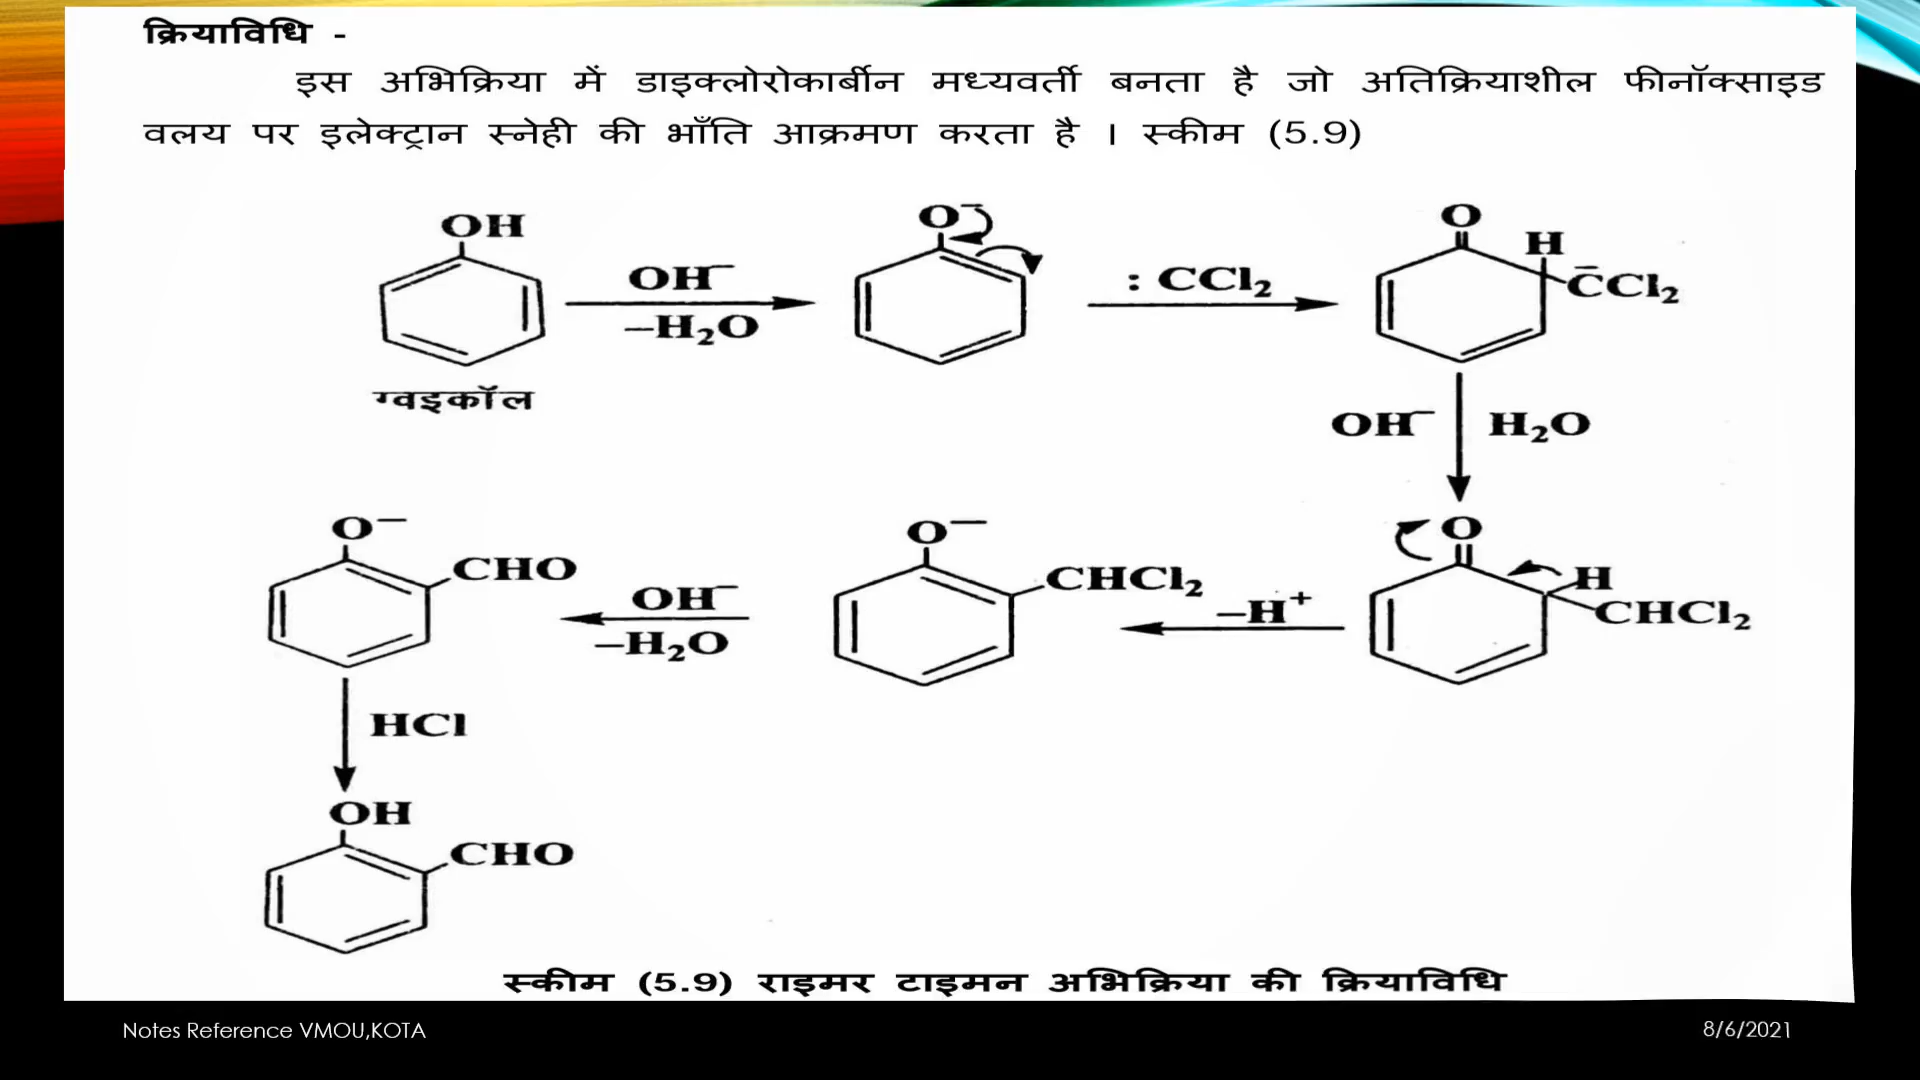 क्रियाविधि -
इस अभिक्रिया में डाइक्लोरोकार्बीन मध्यवर्ती बनता है जो अतिक्रियाशील फीनॉक्साइड
वलय पर इलेक्ट्रान स्नेही की भाँति आक्रमण करता है । स्कीम (5.9)
OH
OH⁻
–H₂O
O⁻
: CCl₂
O
H
C̄Cl₂
ग्वइकॉल
OH⁻
H₂O
O⁻
CHO
OH⁻
–H₂O
O⁻
CHCl₂
–H⁺
O
H
CHCl₂
HCl
OH
CHO
स्कीम (5.9) राइमर टाइमन अभिक्रिया की क्रियाविधि
Notes Reference VMOU,KOTA
8/6/2021